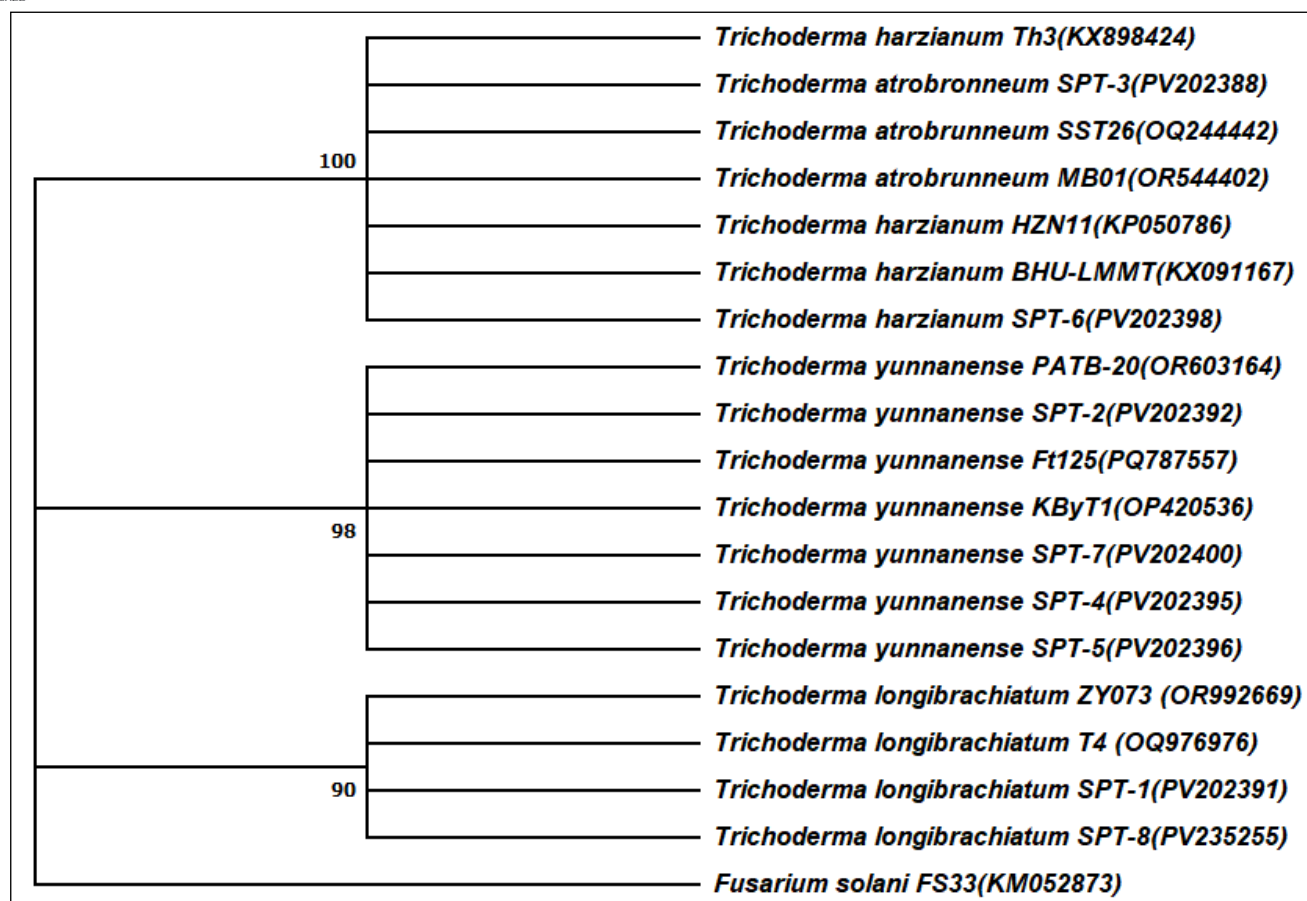 Trichoderma harzianum Th3(KX898424)
Trichoderma atrobronneum SPT-3(PV202388)
Trichoderma atrobrunneum SST26(OQ244442)
100
Trichoderma atrobrunneum MB01(OR544402)
Trichoderma harzianum HZN11(KP050786)
Trichoderma harzianum BHU-LMMT(KX091167)
Trichoderma harzianum SPT-6(PV202398)
Trichoderma yunnanense PATB-20(OR603164)
Trichoderma yunnanense SPT-2(PV202392)
Trichoderma yunnanense Ft125(PQ787557)
Trichoderma yunnanense KByT1(OP420536)
98
Trichoderma yunnanense SPT-7(PV202400)
Trichoderma yunnanense SPT-4(PV202395)
Trichoderma yunnanense SPT-5(PV202396)
Trichoderma longibrachiatum ZY073 (OR992669)
Trichoderma longibrachiatum T4 (OQ976976)
90
Trichoderma longibrachiatum SPT-1(PV202391)
Trichoderma longibrachiatum SPT-8(PV235255)
Fusarium solani FS33(KM052873)